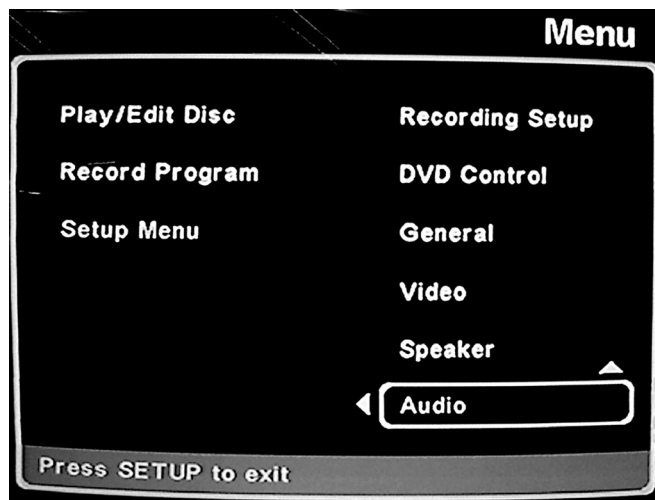 Menu
Play/Edit Disc
Record Program
Setup Menu
Recording Setup
DVD Control
General
Video
Speaker
Audio
Press SETUP to exit